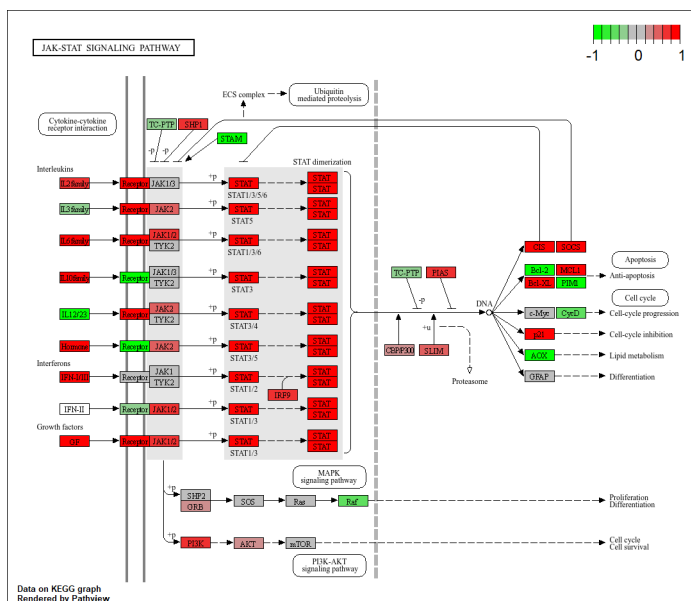 JAK-STAT SIGNALING PATHWAY
-1 0 1
Cytokine-cytokine
receptor interaction
ECS complex
Ubiquitin
mediated proteolysis
TC-PTP SHP1
STAM
-p -p
STAT dimerization
Interleukins
IL2family Receptor JAK1/3 +p STAT STAT
STAT
STAT1/3/5/6
IL3family Receptor JAK2 STAT STAT
STAT
STAT5
IL6family Receptor JAK1/2 +p STAT STAT
TYK2 STAT
STAT1/3/6
IL10family Receptor JAK1/3 +p STAT STAT
TYK2 STAT
STAT3
IL12/23 Receptor JAK2 +p STAT STAT
TYK2 STAT
STAT3/4
Hormons Receptor JAK2 +p STAT STAT
STAT
STAT3/5
Interferons
IFN-I/III Receptor JAK1 +p STAT STAT
TYK2 STAT
STAT1/2
IRF9
IFN-II Receptor JAK1/2 +p STAT STAT
STAT
STAT1/3
Growth factors
GF Receptor JAK1/2 +p STAT STAT
STAT
STAT1/3
TC-PTP PIAS
-p
+u
CBP/P300 SLIM
Proteasome
DNA
CIS SOCS
Bcl-2 MCL1
Bcl-XL PIM1
Apoptosis
Anti-apoptosis
Cell cycle
c-Myc CycD Cell-cycle progression
p21 Cell-cycle inhibition
AOX Lipid metabolism
GFAP Differentiation
MAPK
signaling pathway
+p SHP2
GRB
SOS Ras Raf
Proliferation
Differentiation
+p PI3K AKT mTOR
Cell cycle
Cell survival
PI3K-AKT
signaling pathway
Data on KEGG graph
Rendered by Pathview